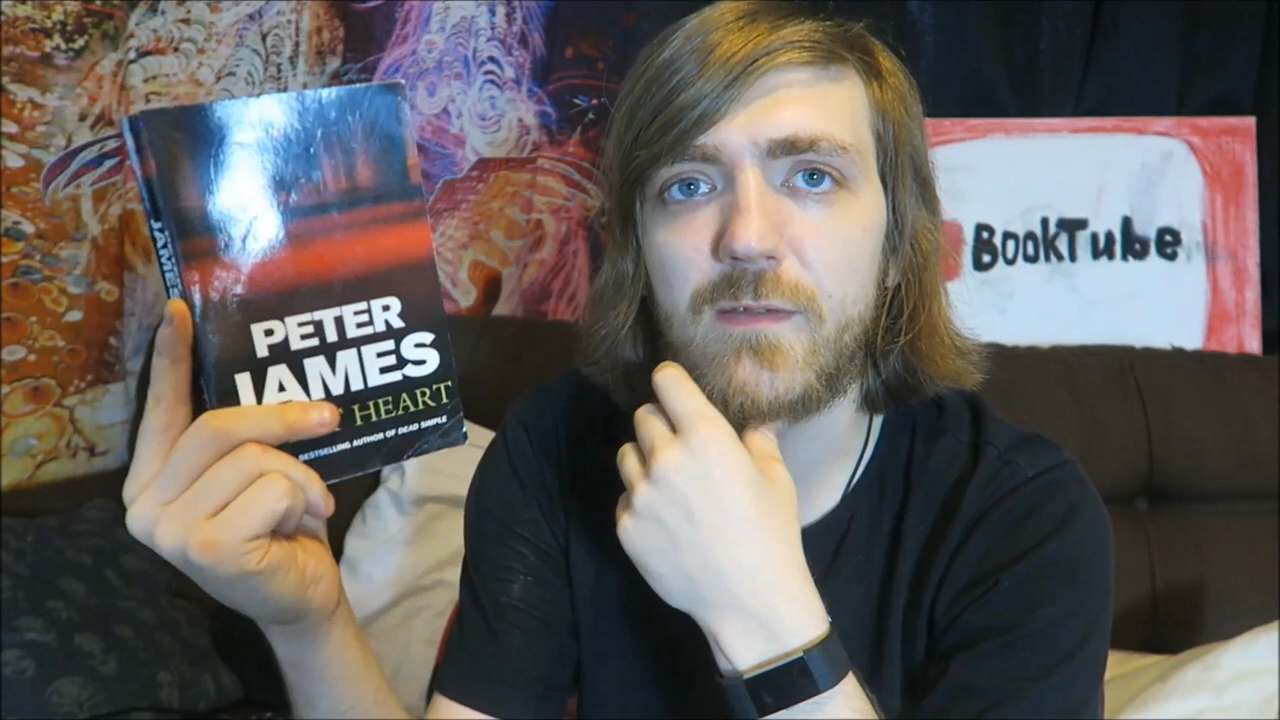 JAMES
PETER
JAMES
HEART
BESTSELLING AUTHOR OF DEAD SIMPLE
BookTube